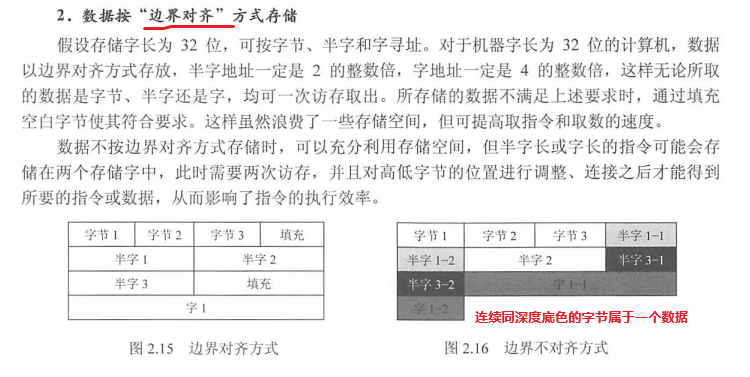 2．数据按“边界对齐”方式存储
假设存储字长为 32 位，可按字节、半字和字寻址。对于机器字长为 32 位的计算机，数据
以边界对齐方式存放，半字地址一定是 2 的整数倍，字地址一定是 4 的整数倍，这样无论所取
的数据是字节、半字还是字，均可一次访存取出。所存储的数据不满足上述要求时，通过填充
空白字节使其符合要求。这样虽然浪费了一些存储空间，但可提高取指令和取数的速度。
数据不按边界对齐方式存储时，可以充分利用存储空间，但半字长或字长的指令可能会存
储在两个存储字中，此时需要两次访存，并且对高低字节的位置进行调整、连接之后才能得到
所要的指令或数据，从而影响了指令的执行效率。
字节 1 字节 2 字节 3 填充
半字 1 半字 2
半字 3 填充
字 1
图 2.15 边界对齐方式
字节 1 字节 2 字节 3 半字 1-1
半字 1-2 半字 2 半字 3-1
半字 3-2 字 1-1
字 1-2
连续同深度底色的字节属于一个数据
图 2.16 边界不对齐方式